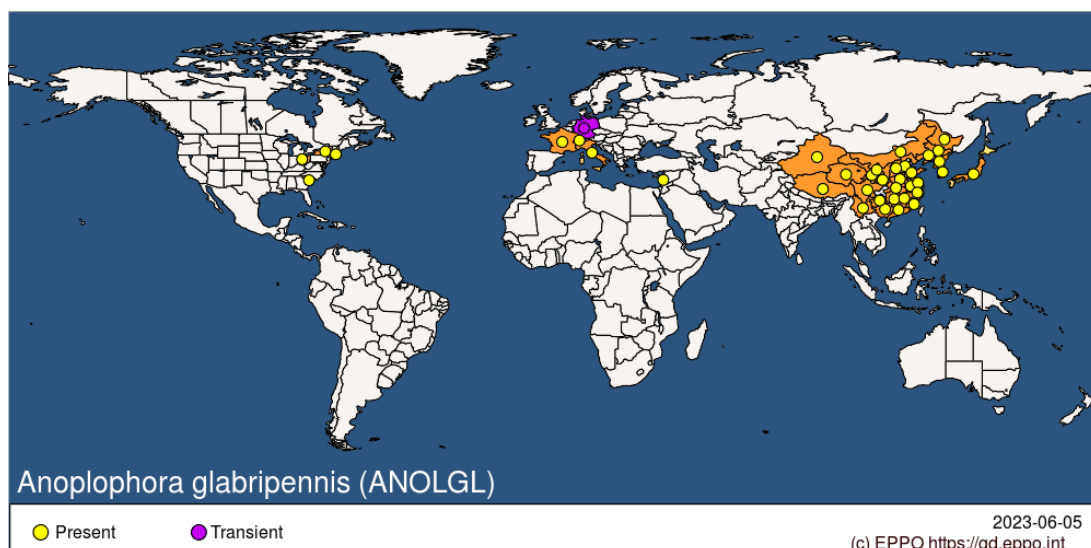 Anoplophora glabripennis (ANOLGL)
Present
Transient
2023-06-05
(c) EPPO https://gd.eppo.int